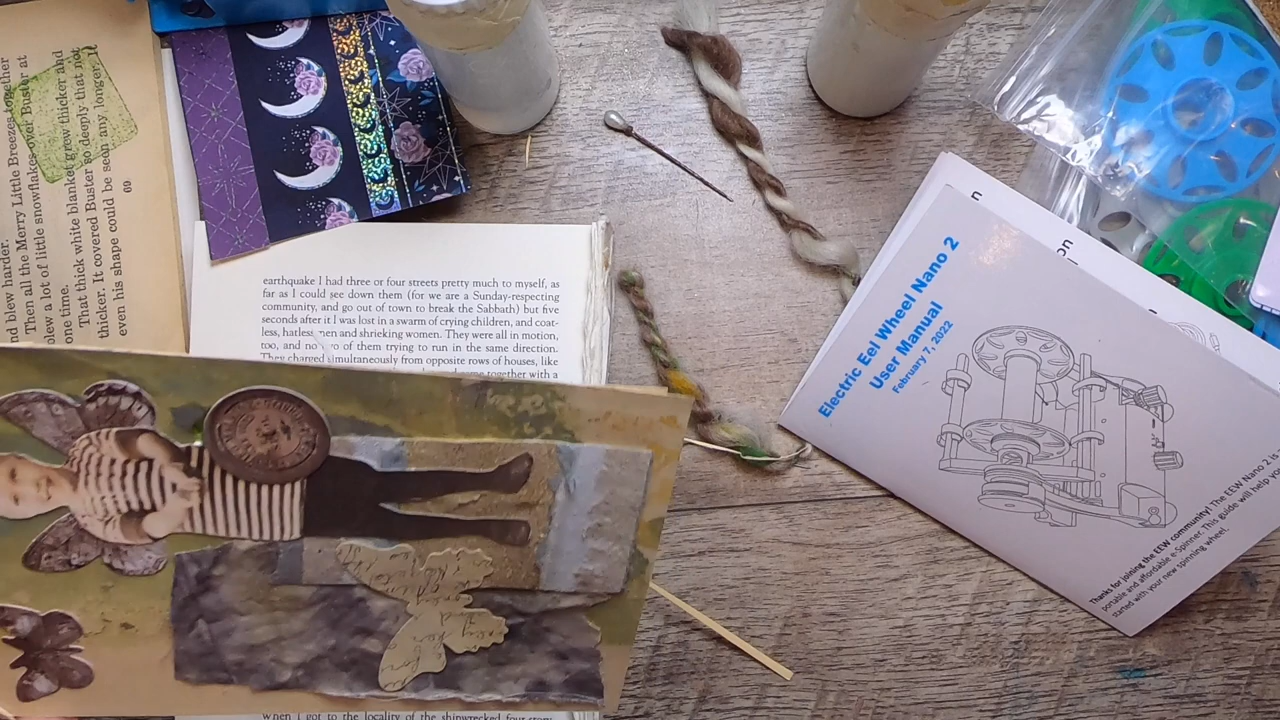 nd blew harder.
Then all the Merry Little Breezes together
blew a lot of little snowflakes over Buster at
one time.
That thick white blanket grew thicker and
thicker. It covered Buster so deeply that not
even his shape could be seen any longer.
69
earthquake I had three or four streets pretty much to myself, as
far as I could see down them (for we are a Sunday-respecting
community, and go out of town to break the Sabbath) but five
seconds after it I was lost in a swarm of crying children, and coat-
less, hatless men and shrieking women. They were all in motion,
too, and no two of them trying to run in the same direction.
They charged simultaneously from opposite rows of houses, like
together with a
when I got to the locality of the shipwrecked four-story
Electric Eel Wheel Nano 2
User Manual
February 7, 2022
Thanks for joining the EEW community! The EEW Nano 2 is
portable and affordable e-Spinner. This guide will help
started with your new spinning wheel.
n
on